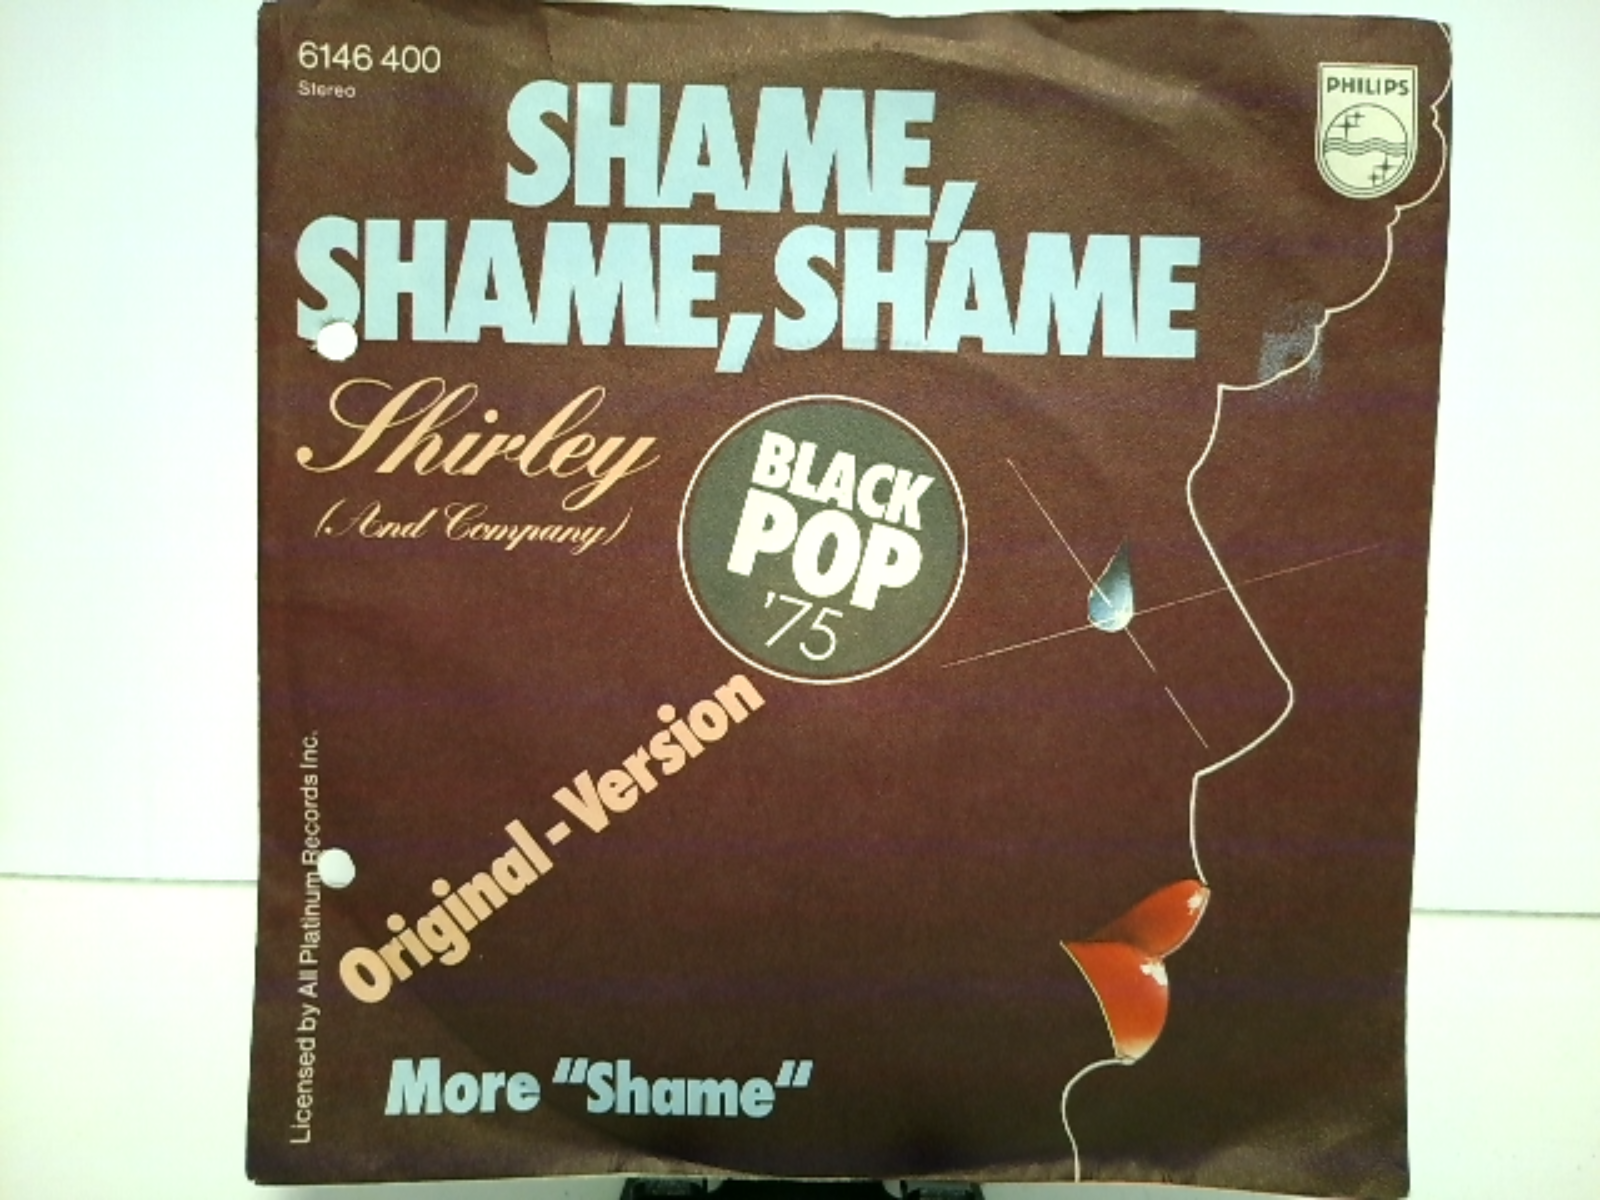 6146 400
Stereo
PHILIPS
SHAME,
SHAME, SHAME
Shirley
(And Company)
BLACK
POP
'75
Original-Version
Licensed by All Platinum Records Inc.
More "Shame"